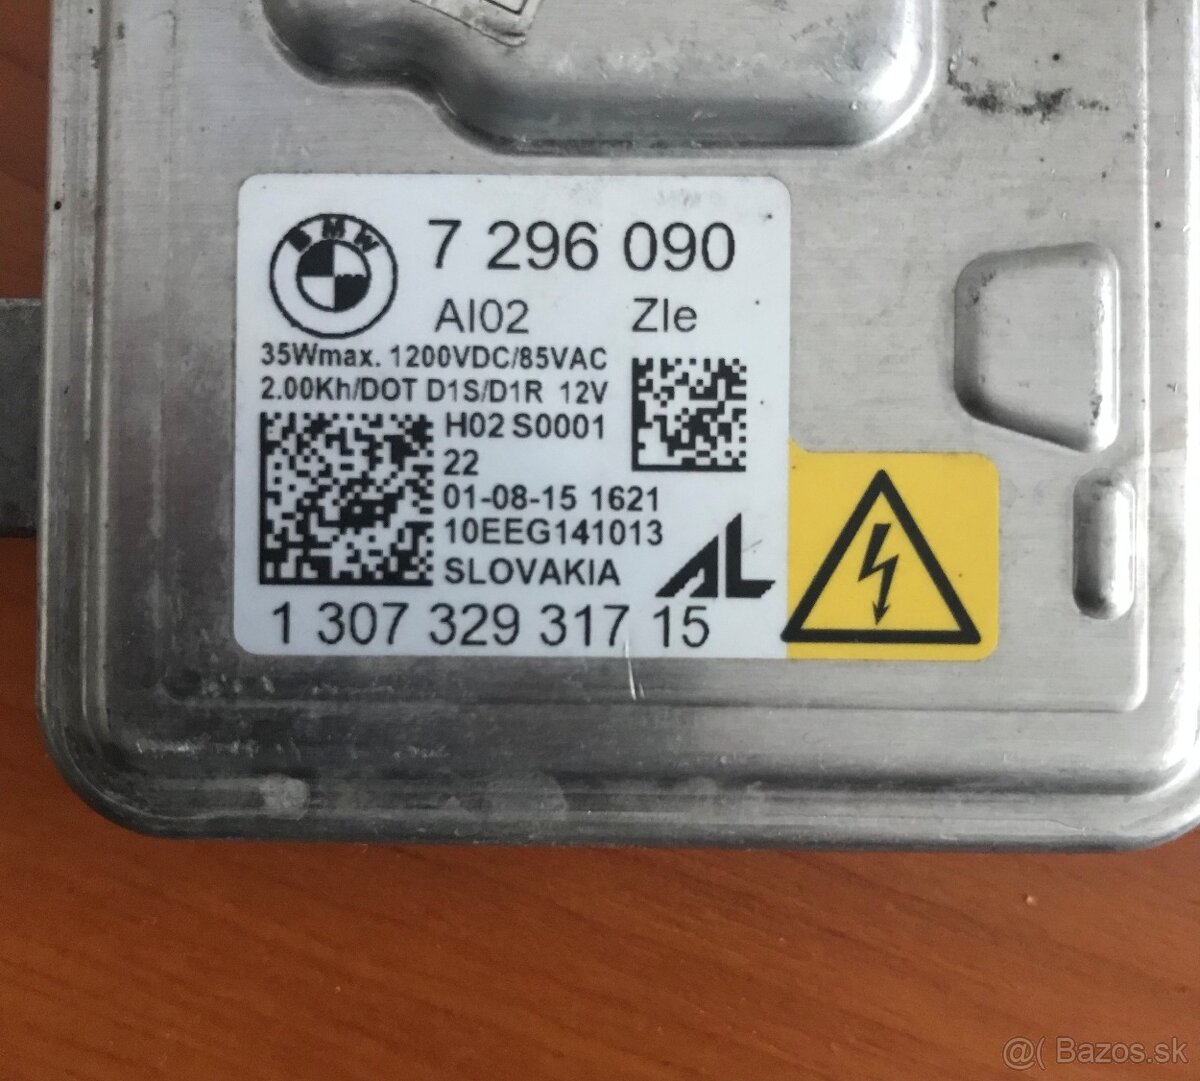 BMW
7 296 090
AI02 ZIe
35Wmax. 1200VDC/85VAC
2.00Kh/DOT D1S/D1R 12V
H02 S0001
22
01-08-15 1621
10EEG141013
SLOVAKIA
AL
1 307 329 317 15
@( Bazos.sk